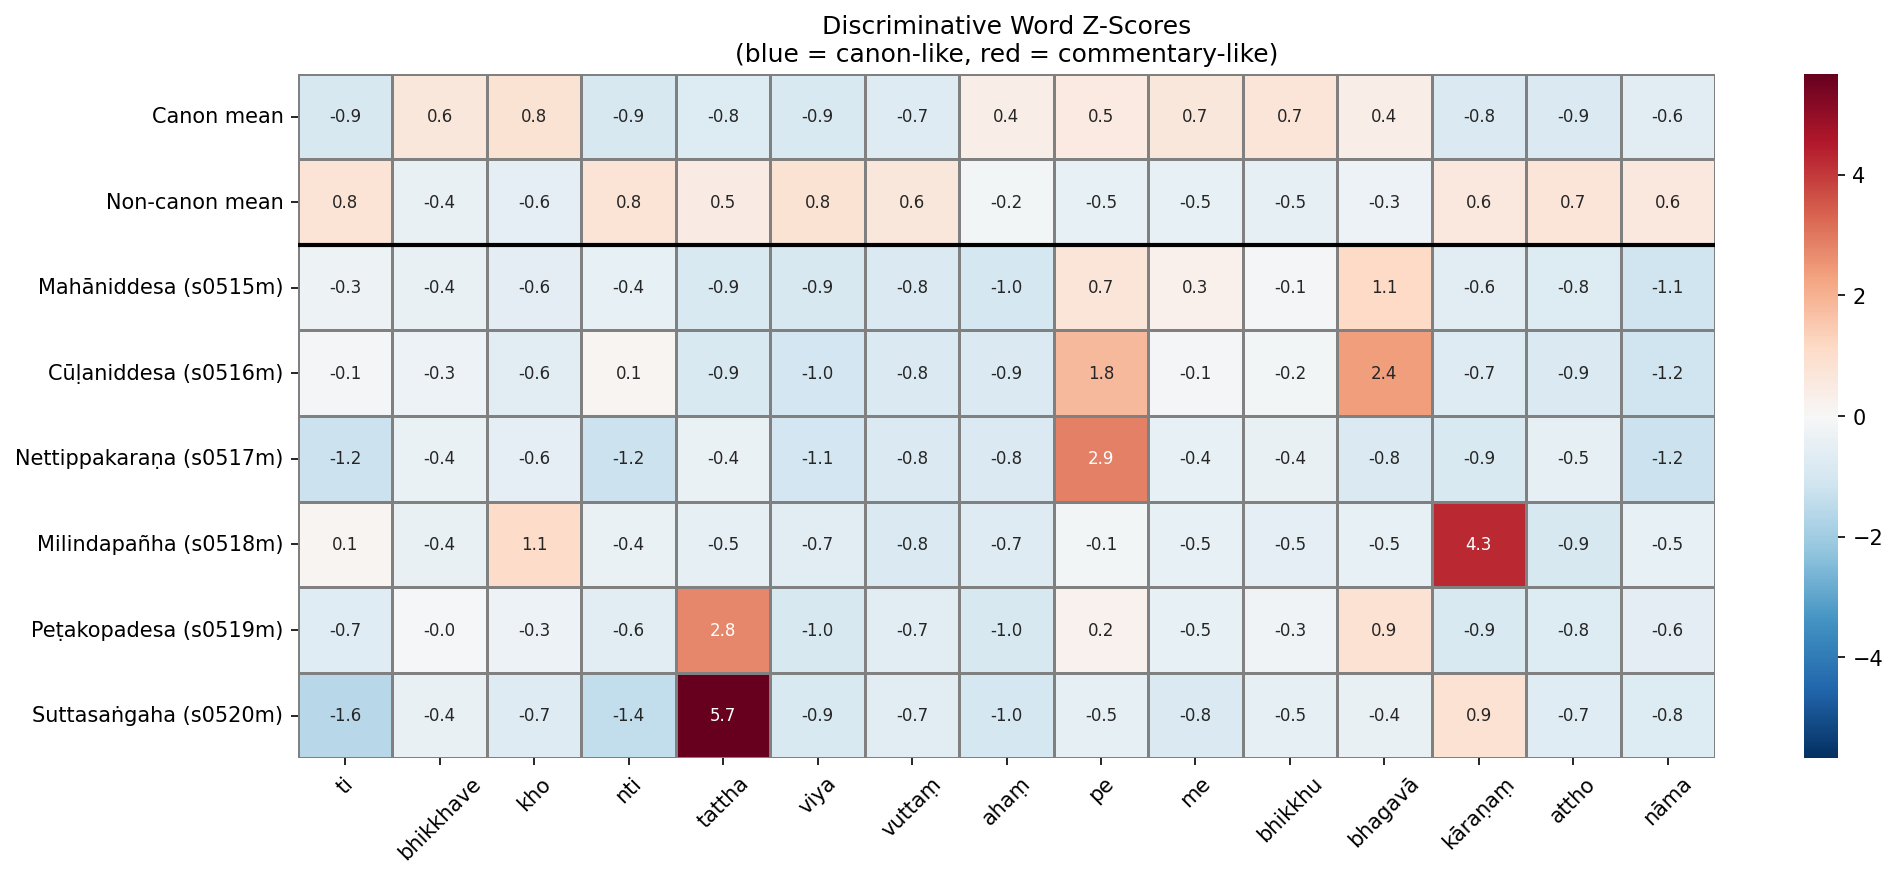 Discriminative Word Z-Scores
(blue = canon-like, red = commentary-like)
Canon mean -0.9 0.6 0.8 -0.9 -0.8 -0.9 -0.7 0.4 0.5 0.7 0.7 0.4 -0.8 -0.9 -0.6
Non-canon mean 0.8 -0.4 -0.6 0.8 0.5 0.8 0.6 -0.2 -0.5 -0.5 -0.5 -0.3 0.6 0.7 0.6
Mahāniddesa (s0515m) -0.3 -0.4 -0.6 -0.4 -0.9 -0.9 -0.8 -1.0 0.7 0.3 -0.1 1.1 -0.6 -0.8 -1.1
Cūḷaniddesa (s0516m) -0.1 -0.3 -0.6 0.1 -0.9 -1.0 -0.8 -0.9 1.8 -0.1 -0.2 2.4 -0.7 -0.9 -1.2
Nettippakaraṇa (s0517m) -1.2 -0.4 -0.6 -1.2 -0.4 -1.1 -0.8 -0.8 2.9 -0.4 -0.4 -0.8 -0.9 -0.5 -1.2
Milindapañha (s0518m) 0.1 -0.4 1.1 -0.4 -0.5 -0.7 -0.8 -0.7 -0.1 -0.5 -0.5 -0.5 4.3 -0.9 -0.5
Peṭakopadesa (s0519m) -0.7 -0.0 -0.3 -0.6 2.8 -1.0 -0.7 -1.0 0.2 -0.5 -0.3 0.9 -0.9 -0.8 -0.6
Suttasaṅgaha (s0520m) -1.6 -0.4 -0.7 -1.4 5.7 -0.9 -0.7 -1.0 -0.5 -0.8 -0.5 -0.4 0.9 -0.7 -0.8
ti bhikkhave kho nti tattha viya vuttaṃ ahaṃ pe me bhikkhu bhagavā kāraṇaṃ attho nāma
4
2
0
−2
−4